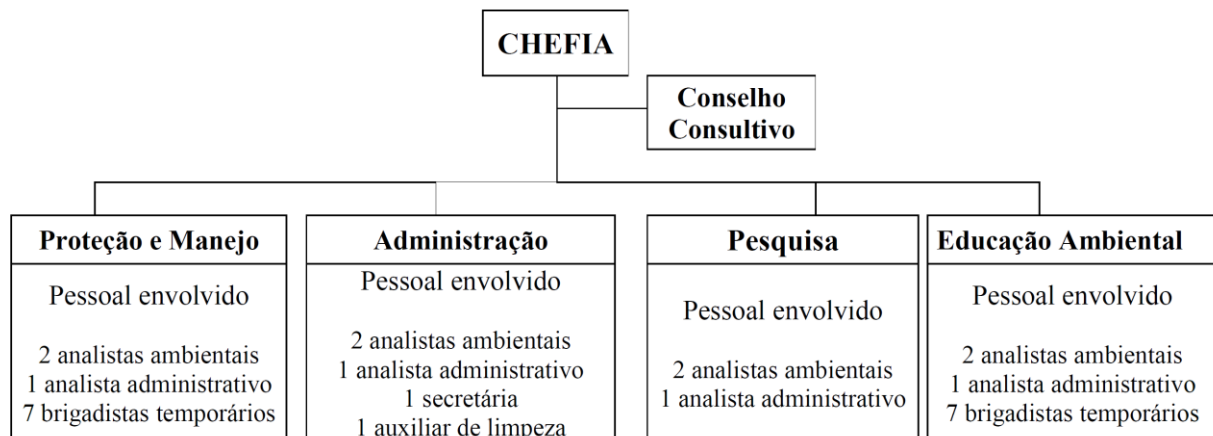 CHEFIA
Conselho
Consultivo
Proteção e Manejo
Pessoal envolvido
2 analistas ambientais
1 analista administrativo
7 brigadistas temporários
Administração
Pessoal envolvido
2 analistas ambientais
1 analista administrativo
1 secretária
1 auxiliar de limpeza
Pesquisa
Pessoal envolvido
2 analistas ambientais
1 analista administrativo
Educação Ambiental
Pessoal envolvido
2 analistas ambientais
1 analista administrativo
7 brigadistas temporários